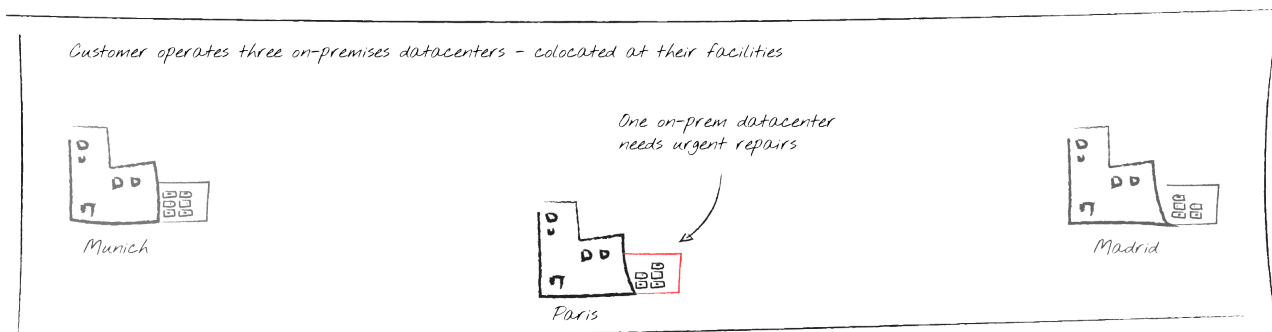 Customer operates three on-premises datacenters - colocated at their facilities
One on-prem datacenter
needs urgent repairs
Munich
Madrid
Paris